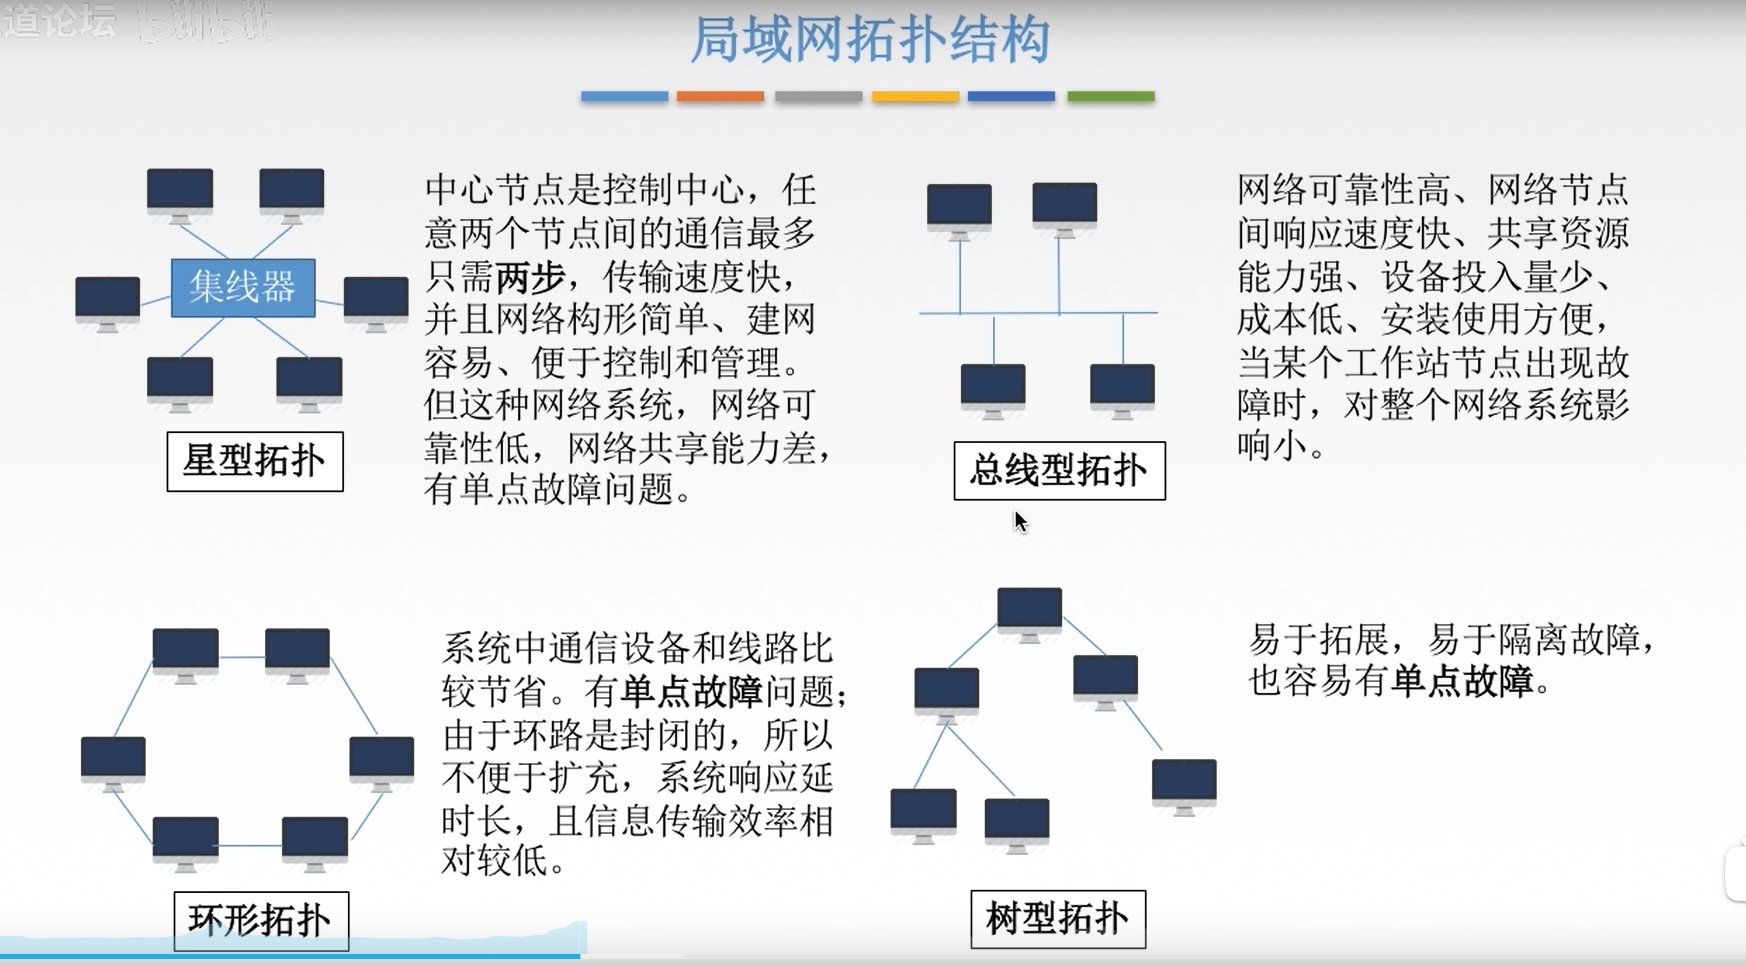 道论坛 bilibili
局域网拓扑结构
集线器
星型拓扑
中心节点是控制中心，任
意两个节点间的通信最多
只需两步，传输速度快，
并且网络构形简单、建网
容易、便于控制和管理。
但这种网络系统，网络可
靠性低，网络共享能力差，
有单点故障问题。
总线型拓扑
网络可靠性高、网络节点
间响应速度快、共享资源
能力强、设备投入量少、
成本低、安装使用方便，
当某个工作站节点出现故
障时，对整个网络系统影
响小。
环形拓扑
系统中通信设备和线路比
较节省。有单点故障问题；
由于环路是封闭的，所以
不便于扩充，系统响应延
时长，且信息传输效率相
对较低。
树型拓扑
易于拓展，易于隔离故障，
也容易有单点故障。